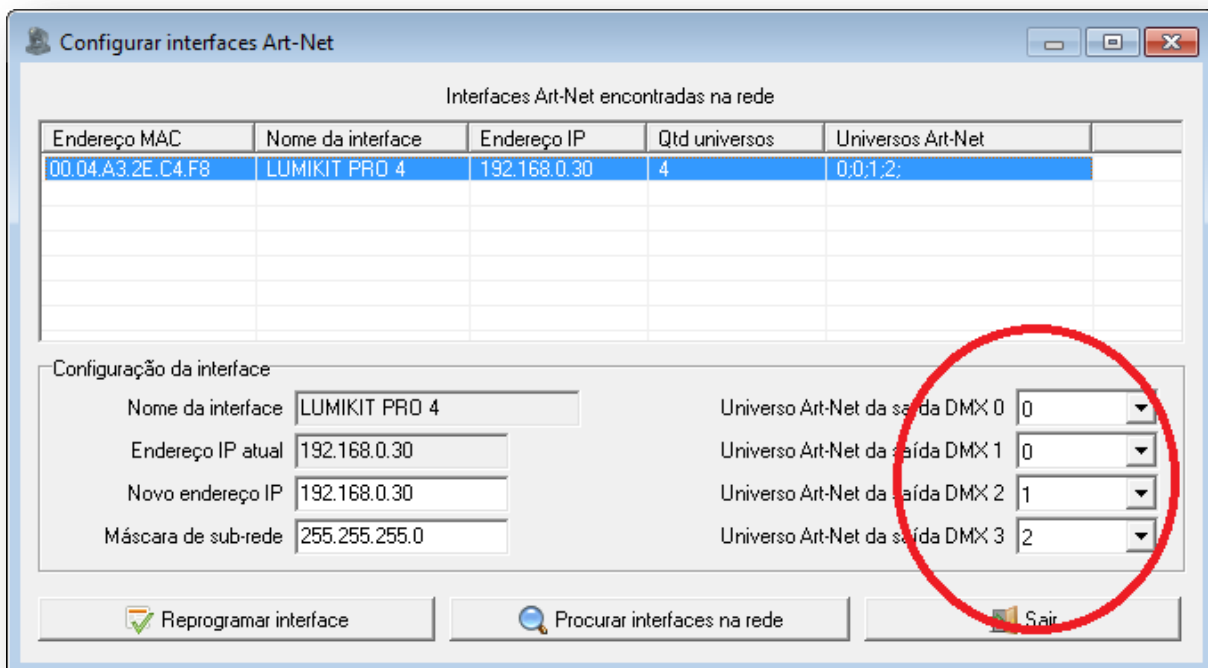 Configurar interfaces Art-Net
Interfaces Art-Net encontradas na rede
Endereço MAC Nome da interface Endereço IP Qtd universos Universos Art-Net
00.04.A3.2E.C4.F8 LUMIKIT PRO 4 192.168.0.30 4 0;0;1;2;
Configuração da interface
Nome da interface LUMIKIT PRO 4 Universo Art-Net da saída DMX 0 0
Endereço IP atual 192.168.0.30 Universo Art-Net da saída DMX 1 0
Novo endereço IP 192.168.0.30 Universo Art-Net da saída DMX 2 1
Máscara de sub-rede 255.255.255.0 Universo Art-Net da saída DMX 3 2
Reprogramar interface Procurar interfaces na rede Sair